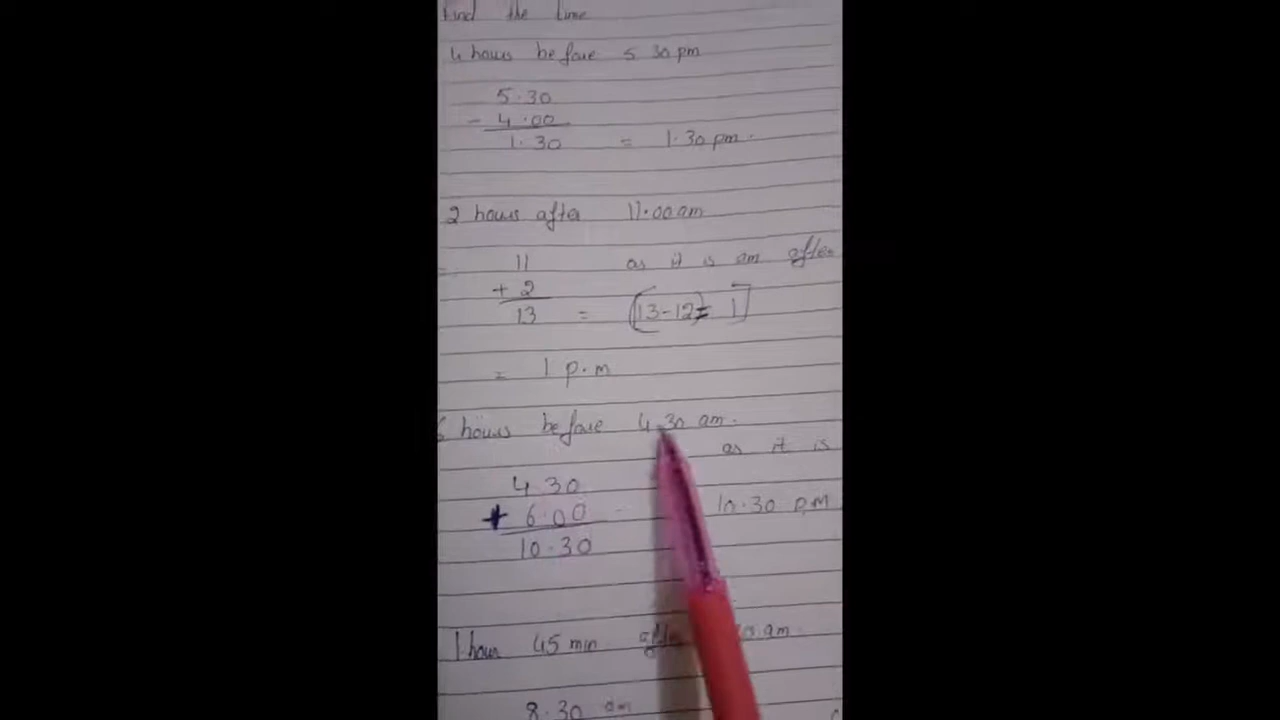 Find the time
4 hours before 5 30 pm
5.30
- 4.00
1.30 = 1.30 pm.
2 hours after 11.00 am
11 as it is am after
+ 2
13 = [(13-12)= 1]
= 1 p.m
6 hours before 4.30 am.
as it is
4 30
+ 6.00 10.30 P.M
10.30
1 hour 45 min after am.
8.30 am